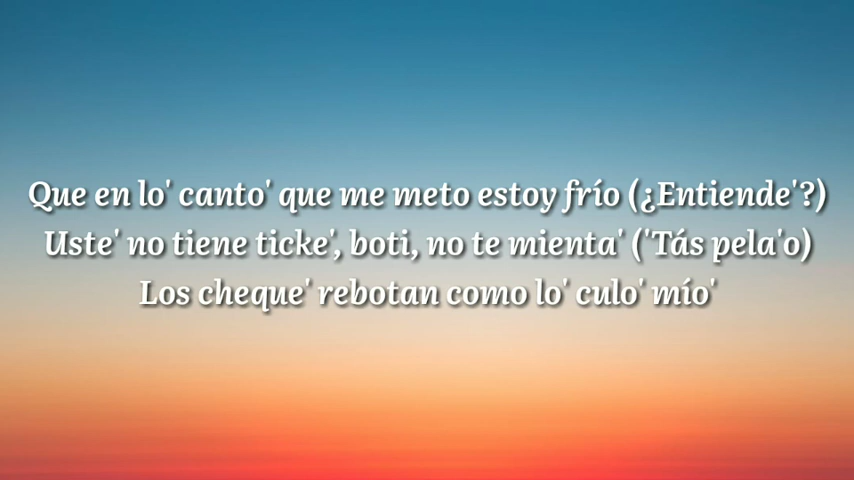 Que en lo' canto' que me meto estoy frío (¿Entiende'?)
Uste' no tiene ticke', boti, no te mienta' ('Tás pela'o)
Los cheque' rebotan como lo' culo' mío'